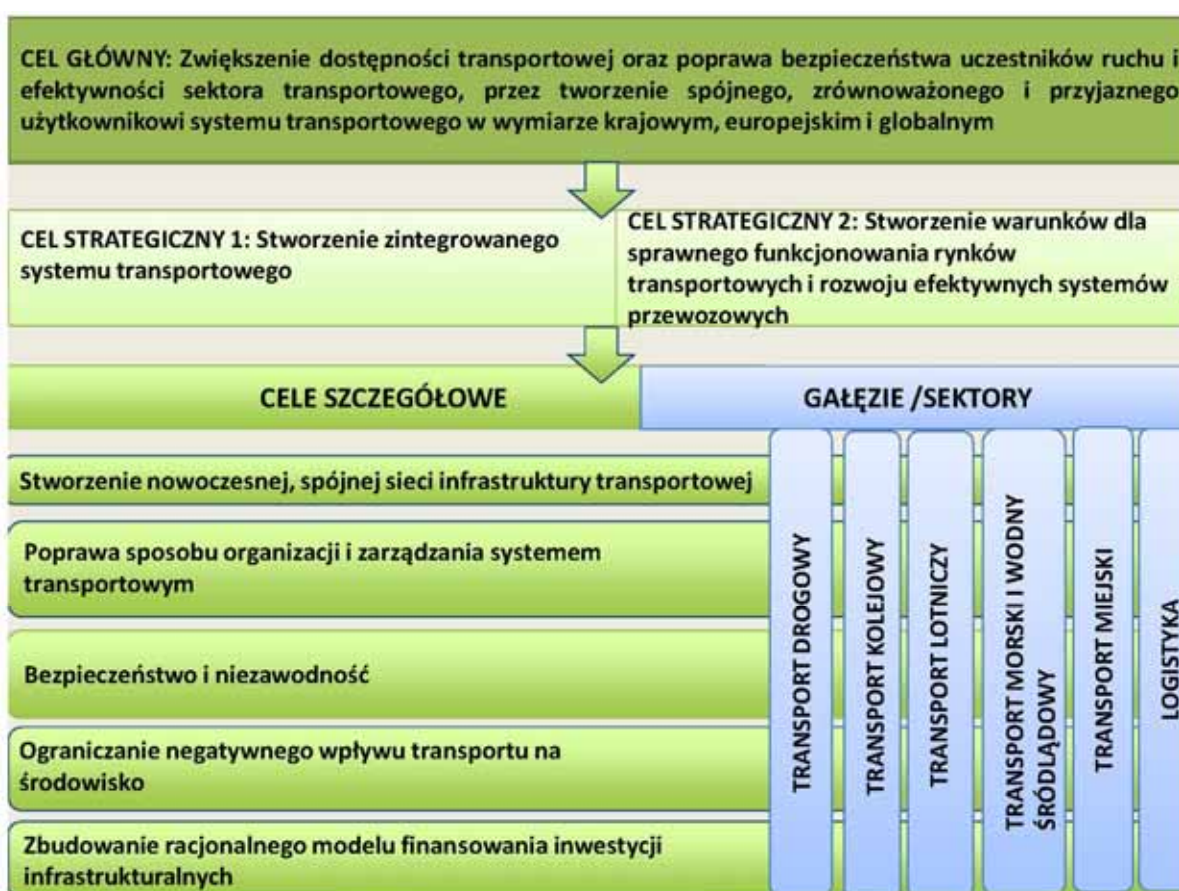 CEL GŁÓWNY: Zwiększenie dostępności transportowej oraz poprawa bezpieczeństwa uczestników ruchu i
efektywności sektora transportowego, przez tworzenie spójnego, zrównoważonego i przyjaznego
użytkownikowi systemu transportowego w wymiarze krajowym, europejskim i globalnym
CEL STRATEGICZNY 1: Stworzenie zintegrowanego
systemu transportowego
CEL STRATEGICZNY 2: Stworzenie warunków dla
sprawnego funkcjonowania rynków
transportowych i rozwoju efektywnych systemów
przewozowych
CELE SZCZEGÓŁOWE
GAŁĘZIE /SEKTORY
Stworzenie nowoczesnej, spójnej sieci infrastruktury transportowej
Poprawa sposobu organizacji i zarządzania systemem
transportowym
Bezpieczeństwo i niezawodność
Ograniczanie negatywnego wpływu transportu na
środowisko
Zbudowanie racjonalnego modelu finansowania inwestycji
infrastrukturalnych
TRANSPORT DROGOWY
TRANSPORT KOLEJOWY
TRANSPORT LOTNICZY
TRANSPORT MORSKI I WODNY
ŚRÓDLĄDOWY
TRANSPORT MIEJSKI
LOGISTYKA